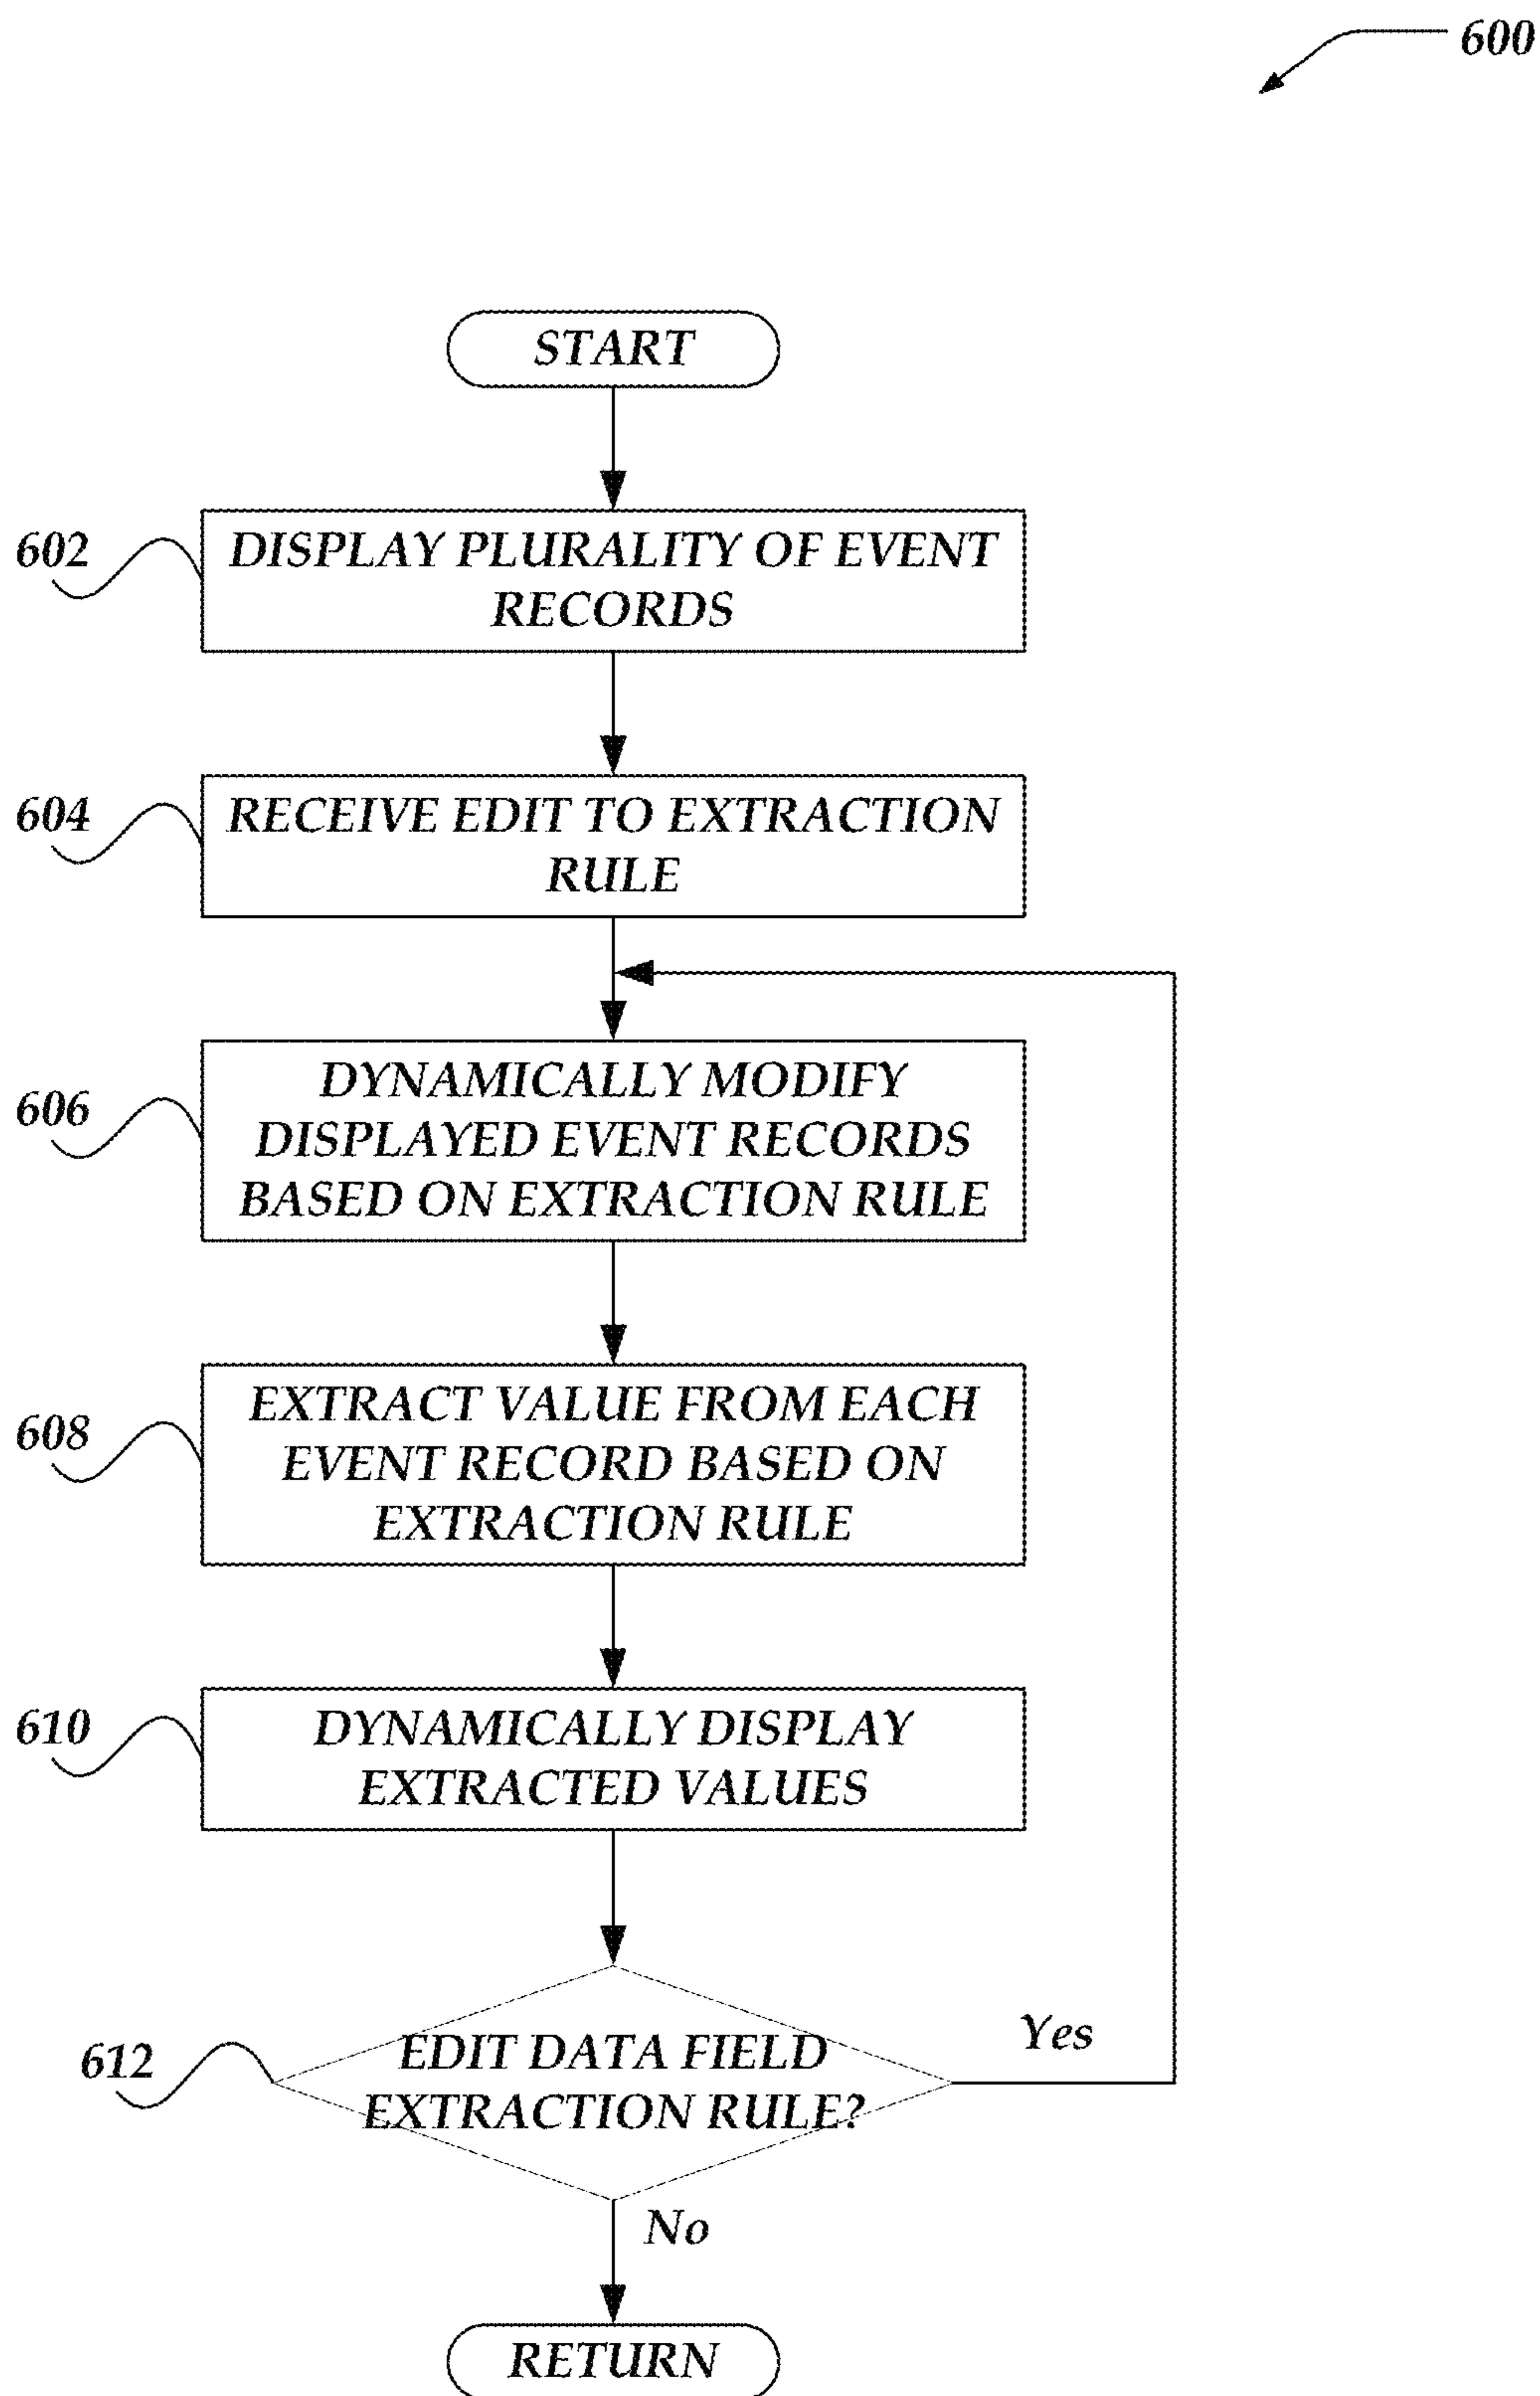 600
START
602
DISPLAY PLURALITY OF EVENT
RECORDS
604
RECEIVE EDIT TO EXTRACTION
RULE
606
DYNAMICALLY MODIFY
DISPLAYED EVENT RECORDS
BASED ON EXTRACTION RULE
608
EXTRACT VALUE FROM EACH
EVENT RECORD BASED ON
EXTRACTION RULE
610
DYNAMICALLY DISPLAY
EXTRACTED VALUES
612
EDIT DATA FIELD
EXTRACTION RULE?
Yes
No
RETURN